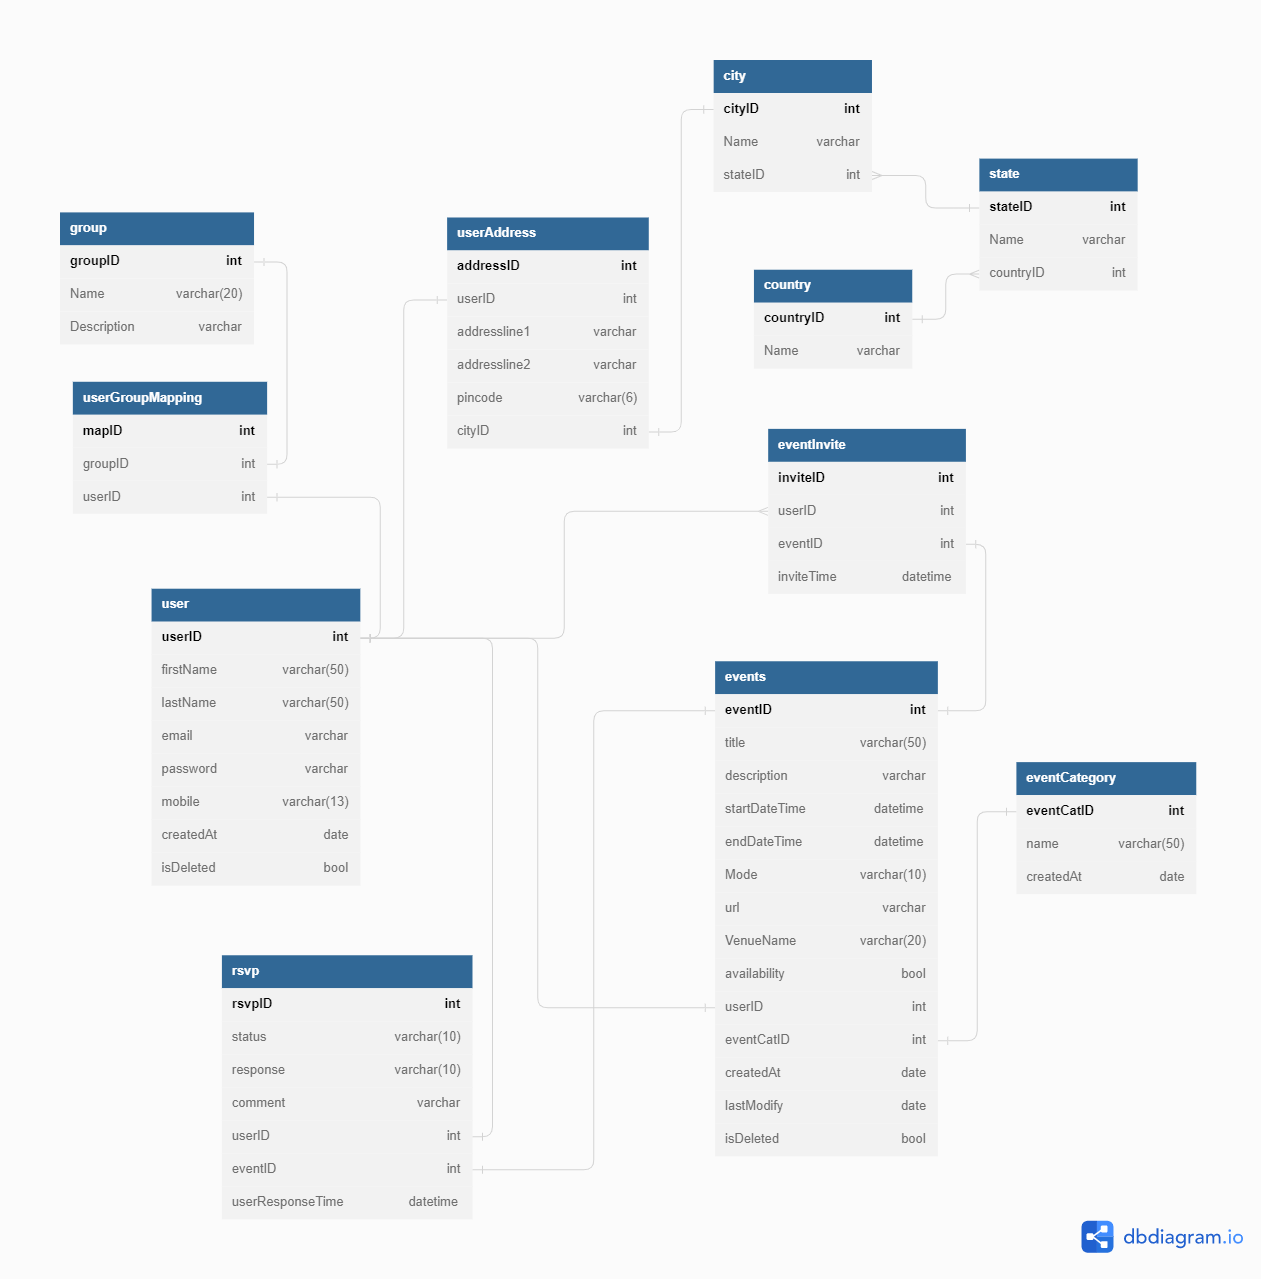 city
cityID int
Name varchar
stateID int
state
stateID int
Name varchar
countryID int
group
groupID int
Name varchar(20)
Description varchar
userAddress
addressID int
userID int
addressline1 varchar
addressline2 varchar
pincode varchar(6)
cityID int
country
countryID int
Name varchar
userGroupMapping
mapID int
groupID int
userID int
eventInvite
inviteID int
userID int
eventID int
inviteTime datetime
user
userID int
firstName varchar(50)
lastName varchar(50)
email varchar
password varchar
mobile varchar(13)
createdAt date
isDeleted bool
events
eventID int
title varchar(50)
description varchar
startDateTime datetime
endDateTime datetime
Mode varchar(10)
url varchar
VenueName varchar(20)
availability bool
userID int
eventCatID int
createdAt date
lastModify date
isDeleted bool
eventCategory
eventCatID int
name varchar(50)
createdAt date
rsvp
rsvpID int
status varchar(10)
response varchar(10)
comment varchar
userID int
eventID int
userResponseTime datetime
dbdiagram.io